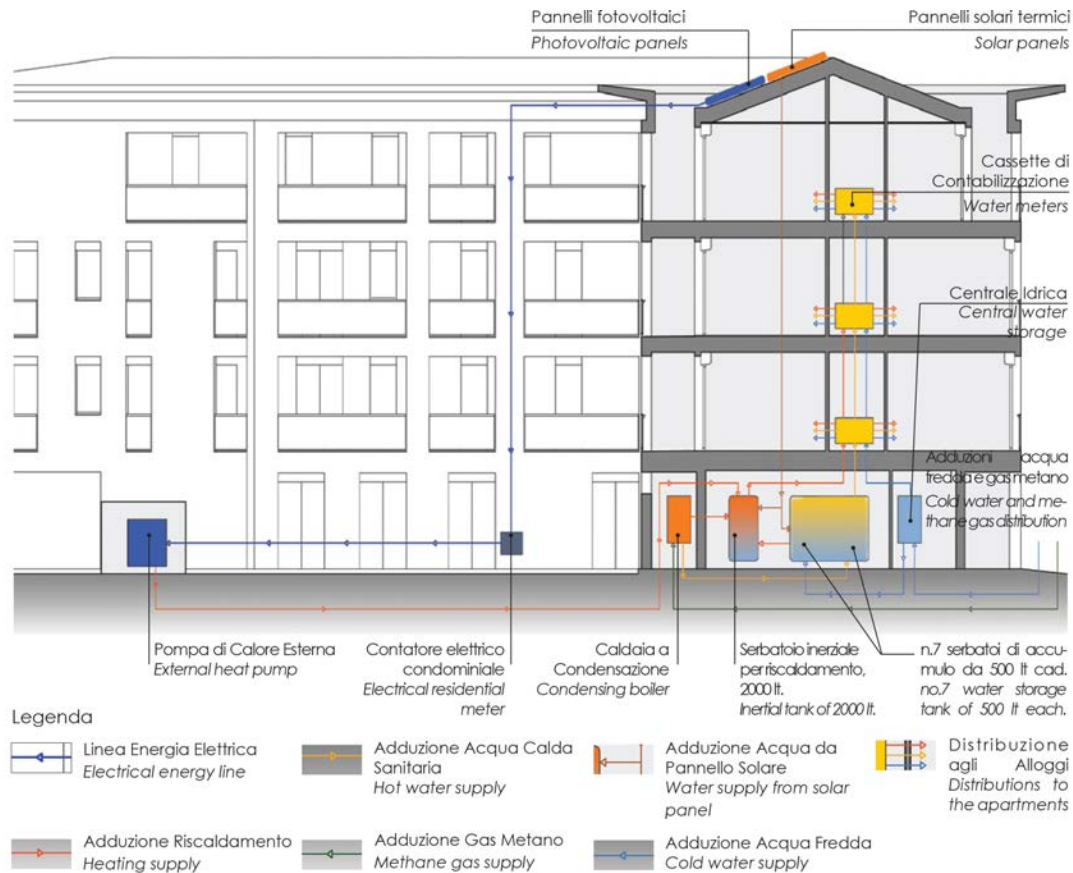 Pannelli fotovoltaici
Photovoltaic panels
Pannelli solari termici
Solar panels
Cassette di
Contabilizzazione
Water meters
Centrale Idrica
Central water
storage
Adduzioni acqua
fredda e gas metano
Cold water and me-
thane gas distribution
Pompa di Calore Esterna
External heat pump
Contatore elettrico
condominiale
Electrical residential
meter
Caldaia a
Condensazione
Condensing boiler
Serbatoio inerziale
per riscaldamento,
2000 lt.
Inertial tank of 2000 lt.
n.7 serbatoi di accu-
mulo da 500 lt cad.
no.7 water storage
tank of 500 lt each.
Legenda
Linea Energia Elettrica
Electrical energy line
Adduzione Acqua Calda
Sanitaria
Hot water supply
Adduzione Acqua da
Pannello Solare
Water supply from solar
panel
Distribuzione
agli Alloggi
Distributions to
the apartments
Adduzione Riscaldamento
Heating supply
Adduzione Gas Metano
Methane gas supply
Adduzione Acqua Fredda
Cold water supply